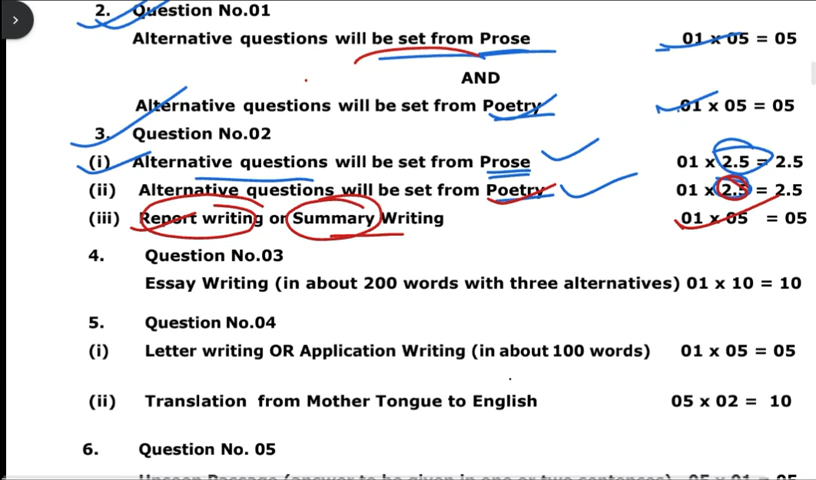 2. Question No.01
Alternative questions will be set from Prose 01 x 05 = 05
AND
Alternative questions will be set from Poetry 01 x 05 = 05
3. Question No.02
(i) Alternative questions will be set from Prose 01 x 2.5 = 2.5
(ii) Alternative questions will be set from Poetry 01 x 2.5 = 2.5
(iii) Report writing or Summary Writing 01 x 05 = 05
4. Question No.03
Essay Writing (in about 200 words with three alternatives) 01 x 10 = 10
5. Question No.04
(i) Letter writing OR Application Writing (in about 100 words) 01 x 05 = 05
(ii) Translation from Mother Tongue to English 05 x 02 = 10
6. Question No. 05